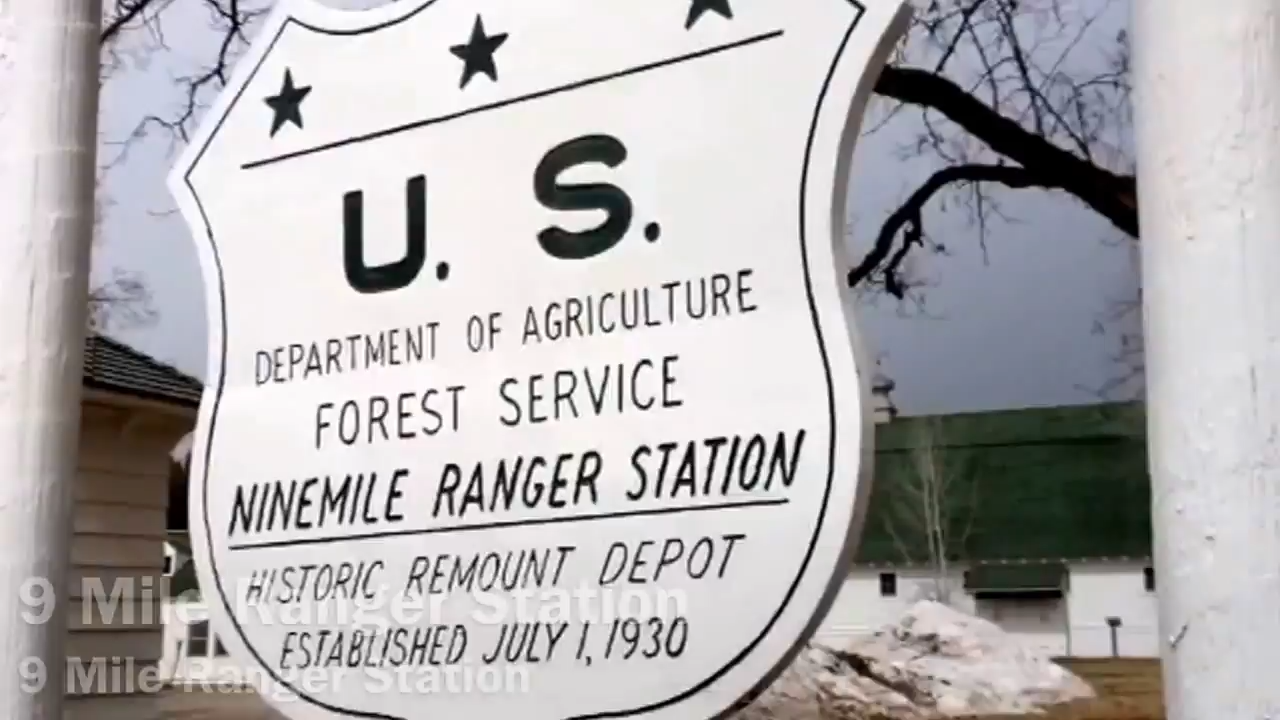 U. S.
DEPARTMENT OF AGRICULTURE
FOREST SERVICE
NINEMILE RANGER STATION
HISTORIC REMOUNT DEPOT
ESTABLISHED JULY 1, 1930
9 Mile Ranger Station
9 Mile Ranger Station